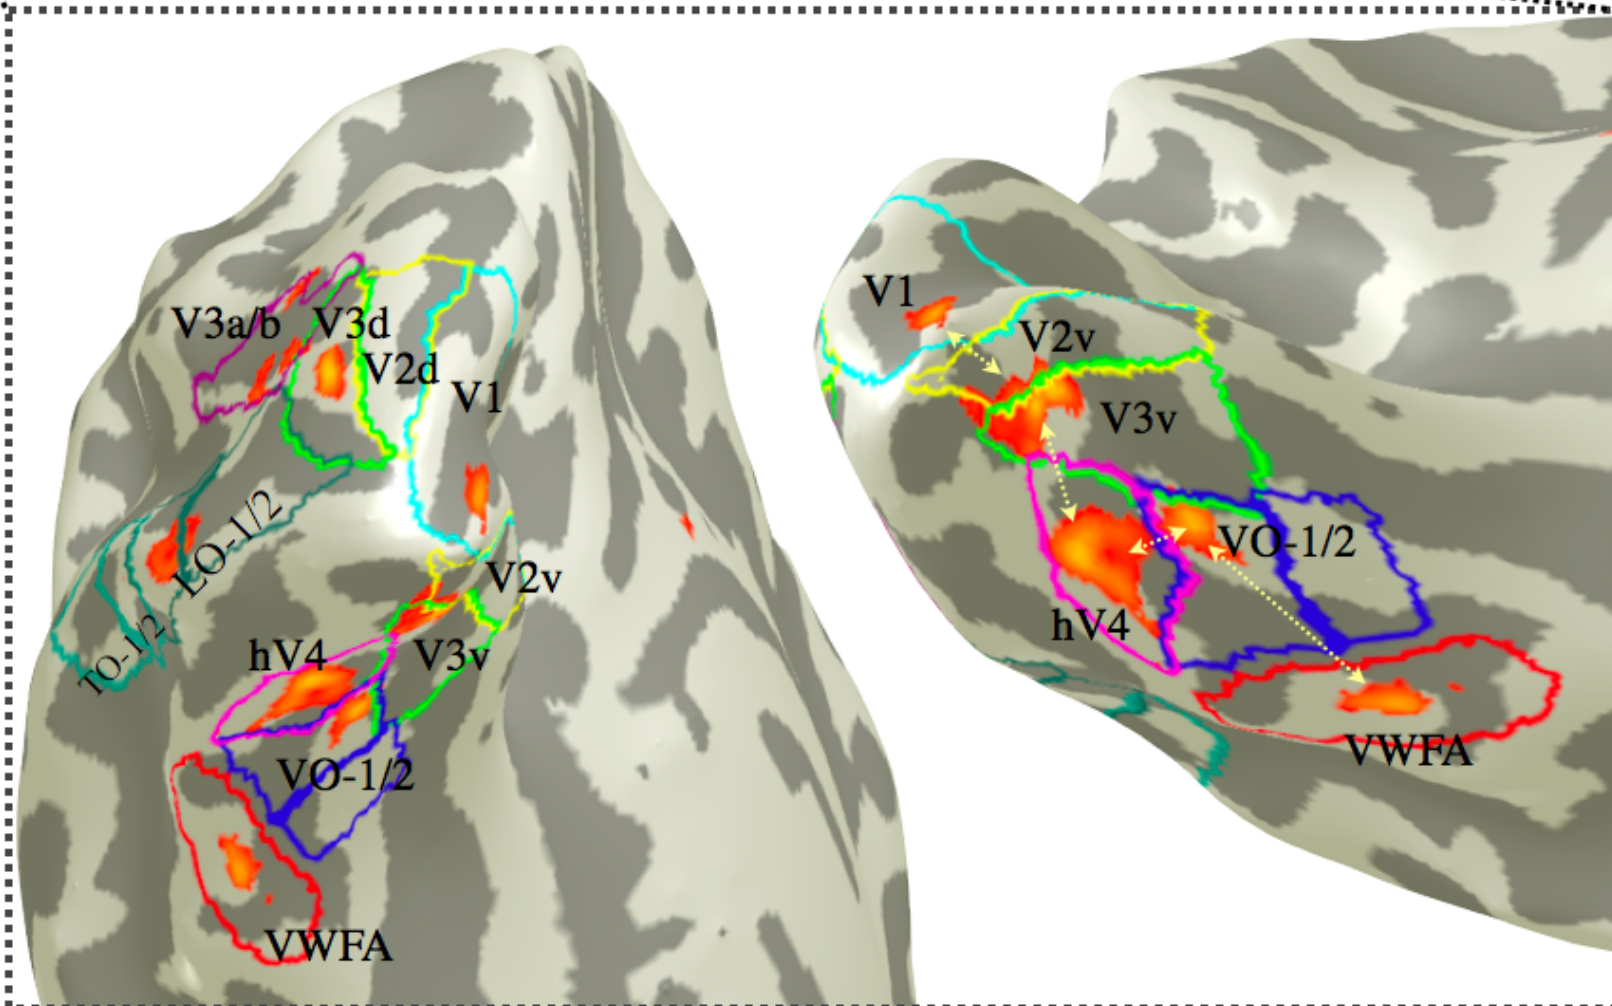 V3a/b
V3d
V2d
V1
LO-1/2
TO-1/2
V2v
hV4
V3v
VO-1/2
VWFA
V1
V2v
V3v
VO-1/2
hV4
VWFA